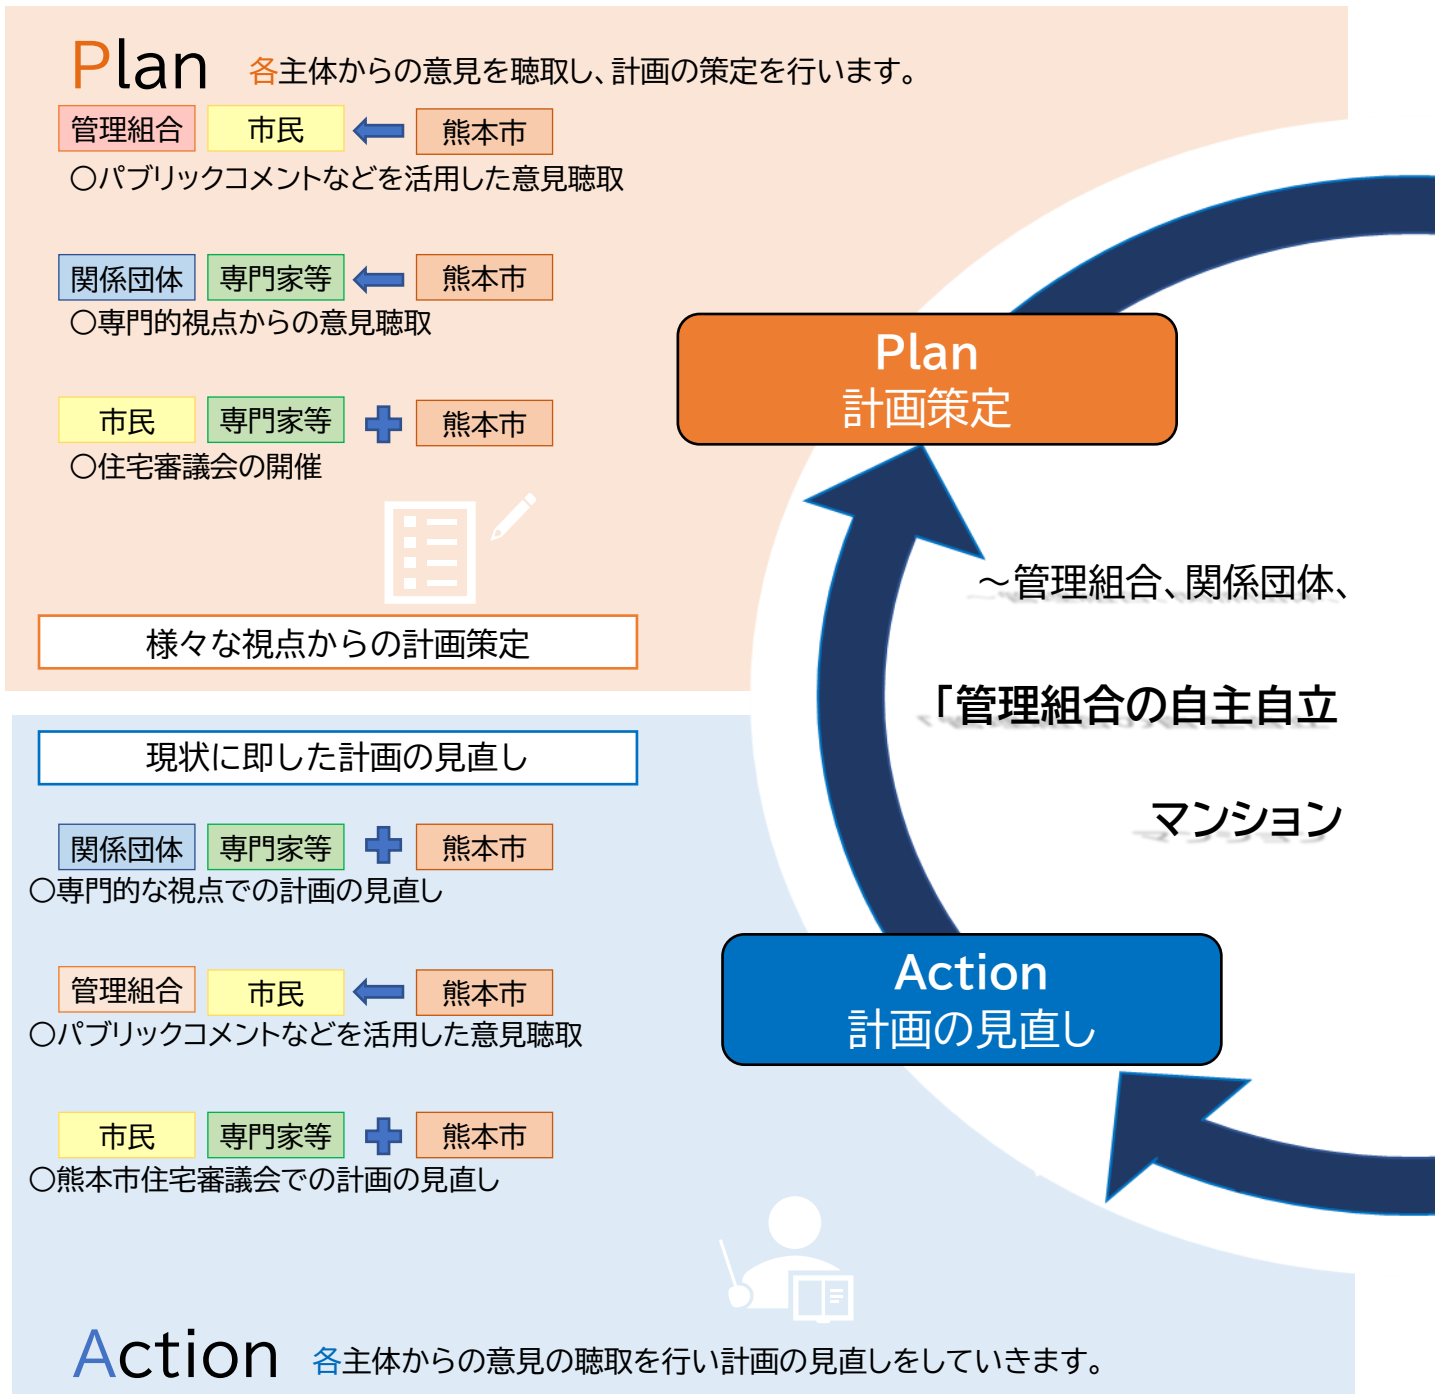 Plan 各主体からの意見を聴取し、計画の策定を行います。
管理組合 市民 熊本市
〇パブリックコメントなどを活用した意見聴取
関係団体 専門家等 熊本市
〇専門的視点からの意見聴取
市民 専門家等 熊本市
〇住宅審議会の開催
様々な視点からの計画策定
Plan
計画策定
～管理組合、関係団体、
「管理組合の自主自立
マンション
現状に即した計画の見直し
関係団体 専門家等 熊本市
〇専門的な視点での計画の見直し
管理組合 市民 熊本市
〇パブリックコメントなどを活用した意見聴取
市民 専門家等 熊本市
〇熊本市住宅審議会での計画の見直し
Action
計画の見直し
Action 各主体からの意見の聴取を行い計画の見直しをしていきます。